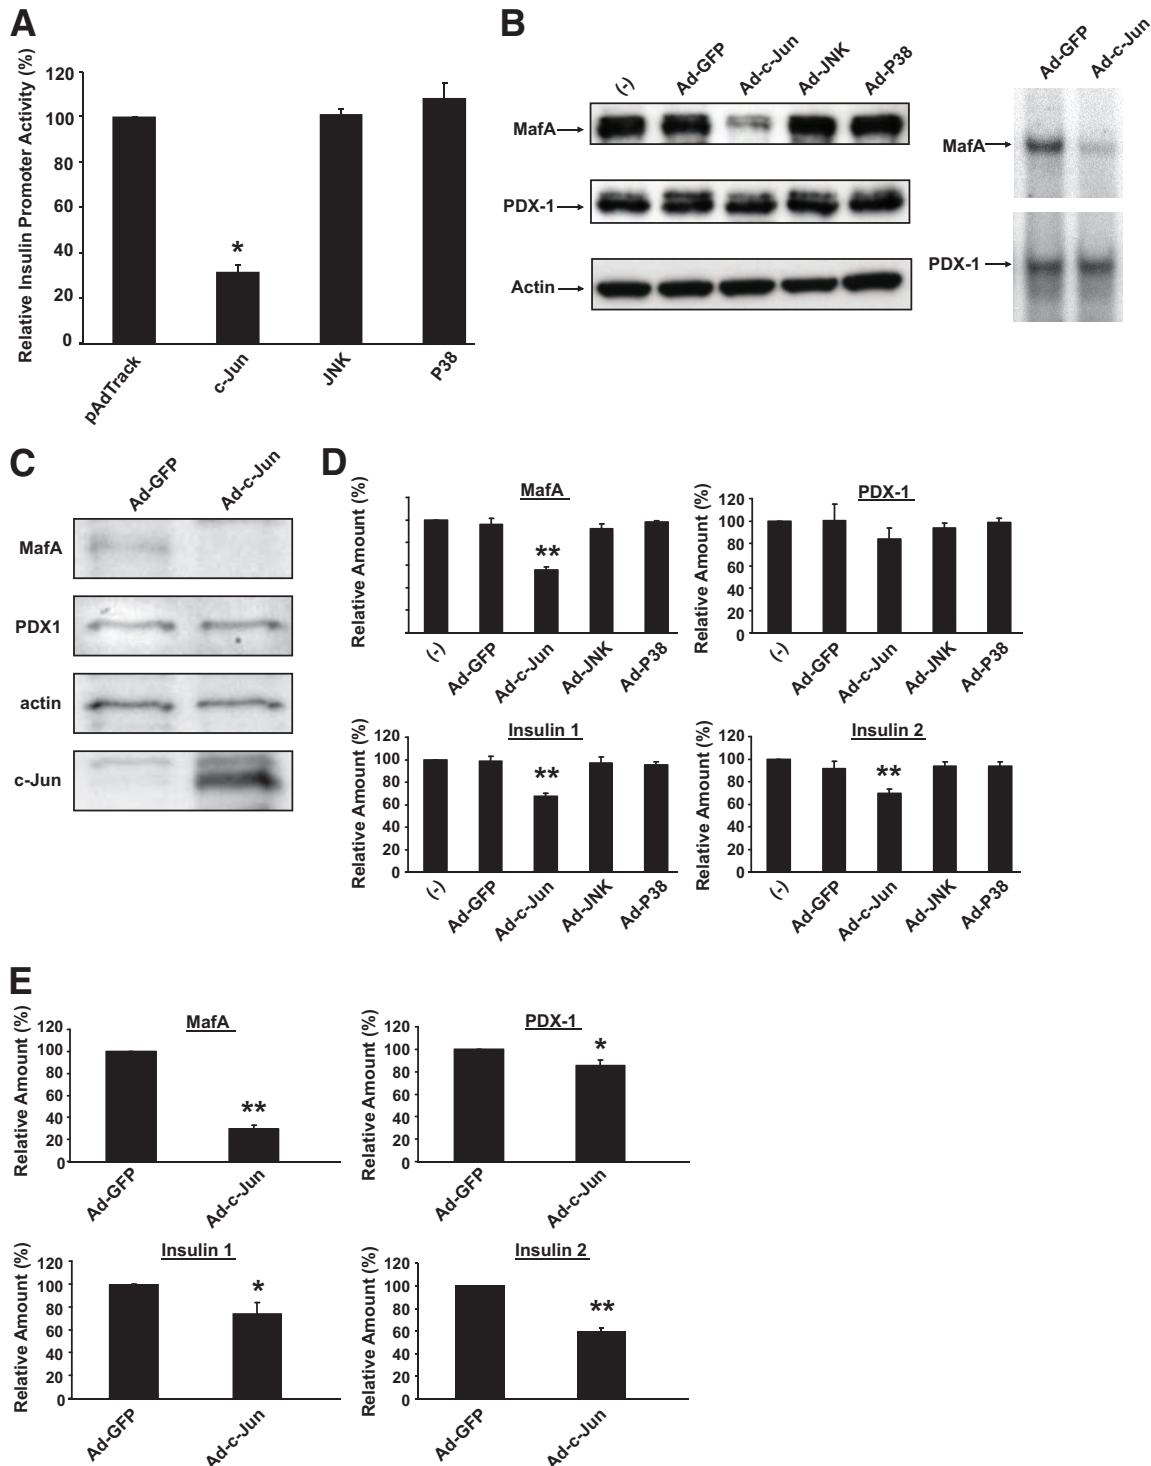 A
Relative Insulin Promoter Activity (%)
120
100
80
60
40
20
0
*
pAdTrack
c-Jun
JNK
P38
B
(-)
Ad-GFP
Ad-c-Jun
Ad-JNK
Ad-P38
MafA
PDX-1
Actin
Ad-GFP
Ad-c-Jun
MafA
PDX-1
C
Ad-GFP
Ad-c-Jun
MafA
PDX1
actin
c-Jun
D
MafA
Relative Amount (%)
**
(-)
Ad-GFP
Ad-c-Jun
Ad-JNK
Ad-P38
PDX-1
Relative Amount (%)
120
100
80
60
40
20
0
(-)
Ad-GFP
Ad-c-Jun
Ad-JNK
Ad-P38
Insulin 1
Relative Amount (%)
120
100
80
60
40
20
0
**
(-)
Ad-GFP
Ad-c-Jun
Ad-JNK
Ad-P38
Insulin 2
Relative Amount (%)
120
100
80
60
40
20
0
**
(-)
Ad-GFP
Ad-c-Jun
Ad-JNK
Ad-P38
E
MafA
Relative Amount (%)
120
100
80
60
40
20
0
**
Ad-GFP
Ad-c-Jun
PDX-1
Relative Amount (%)
120
100
80
60
40
20
0
*
Ad-GFP
Ad-c-Jun
Insulin 1
Relative Amount (%)
120
100
80
60
40
20
0
*
Ad-GFP
Ad-c-Jun
Insulin 2
Relative Amount (%)
120
100
80
60
40
20
0
**
Ad-GFP
Ad-c-Jun